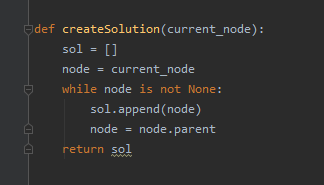 def createSolution(current_node):
    sol = []
    node = current_node
    while node is not None:
        sol.append(node)
        node = node.parent
    return sol